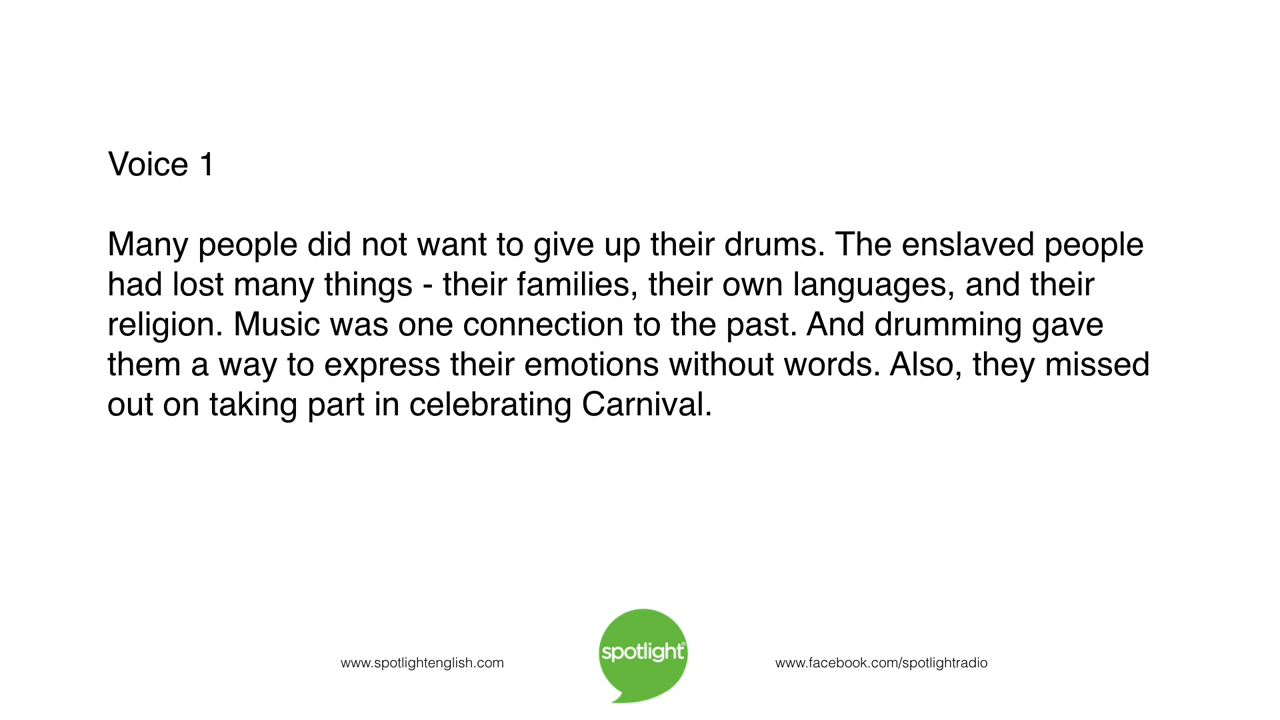 Voice 1
Many people did not want to give up their drums. The enslaved people
had lost many things - their families, their own languages, and their
religion. Music was one connection to the past. And drumming gave
them a way to express their emotions without words. Also, they missed
out on taking part in celebrating Carnival.
www.spotlightenglish.com
spotlight®
www.facebook.com/spotlightradio